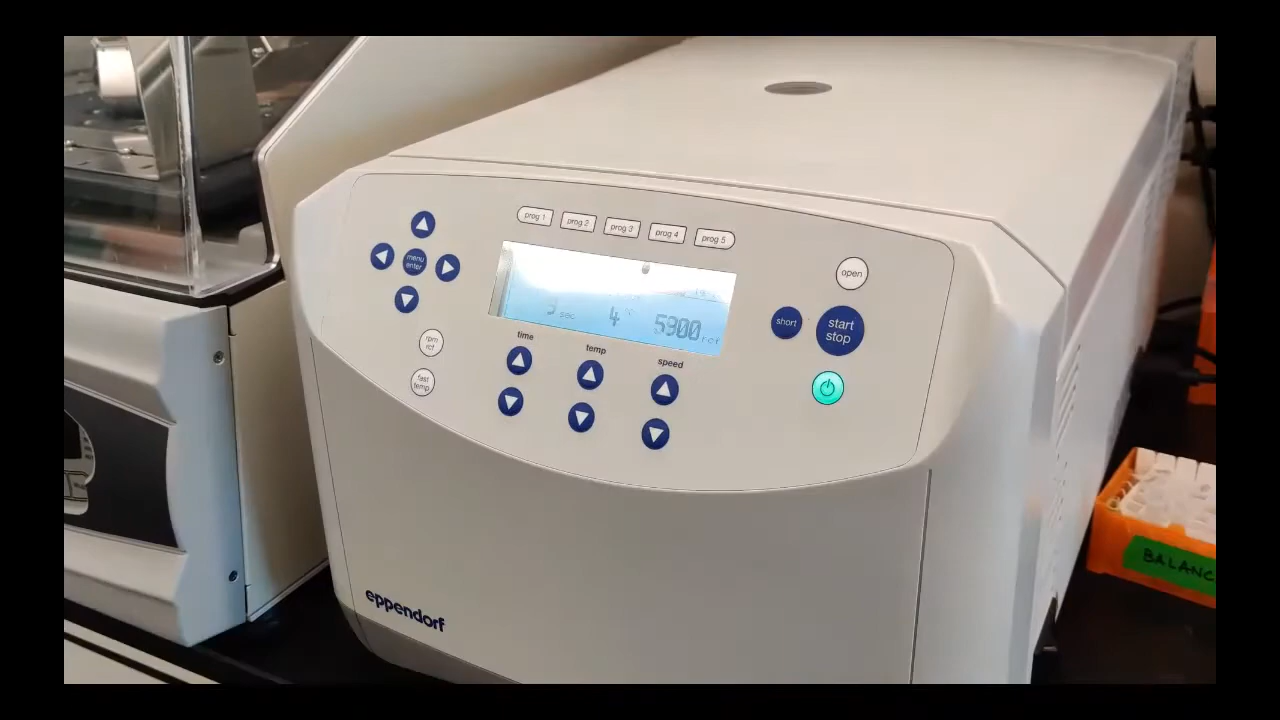 prog 1 prog 2 prog 3 prog 4 prog 5
menu
enter
open
short
start
stop
sec 4 °C 5900 rcf
time
temp
speed
rpm
rcf
fast
temp
eppendorf
BALANC